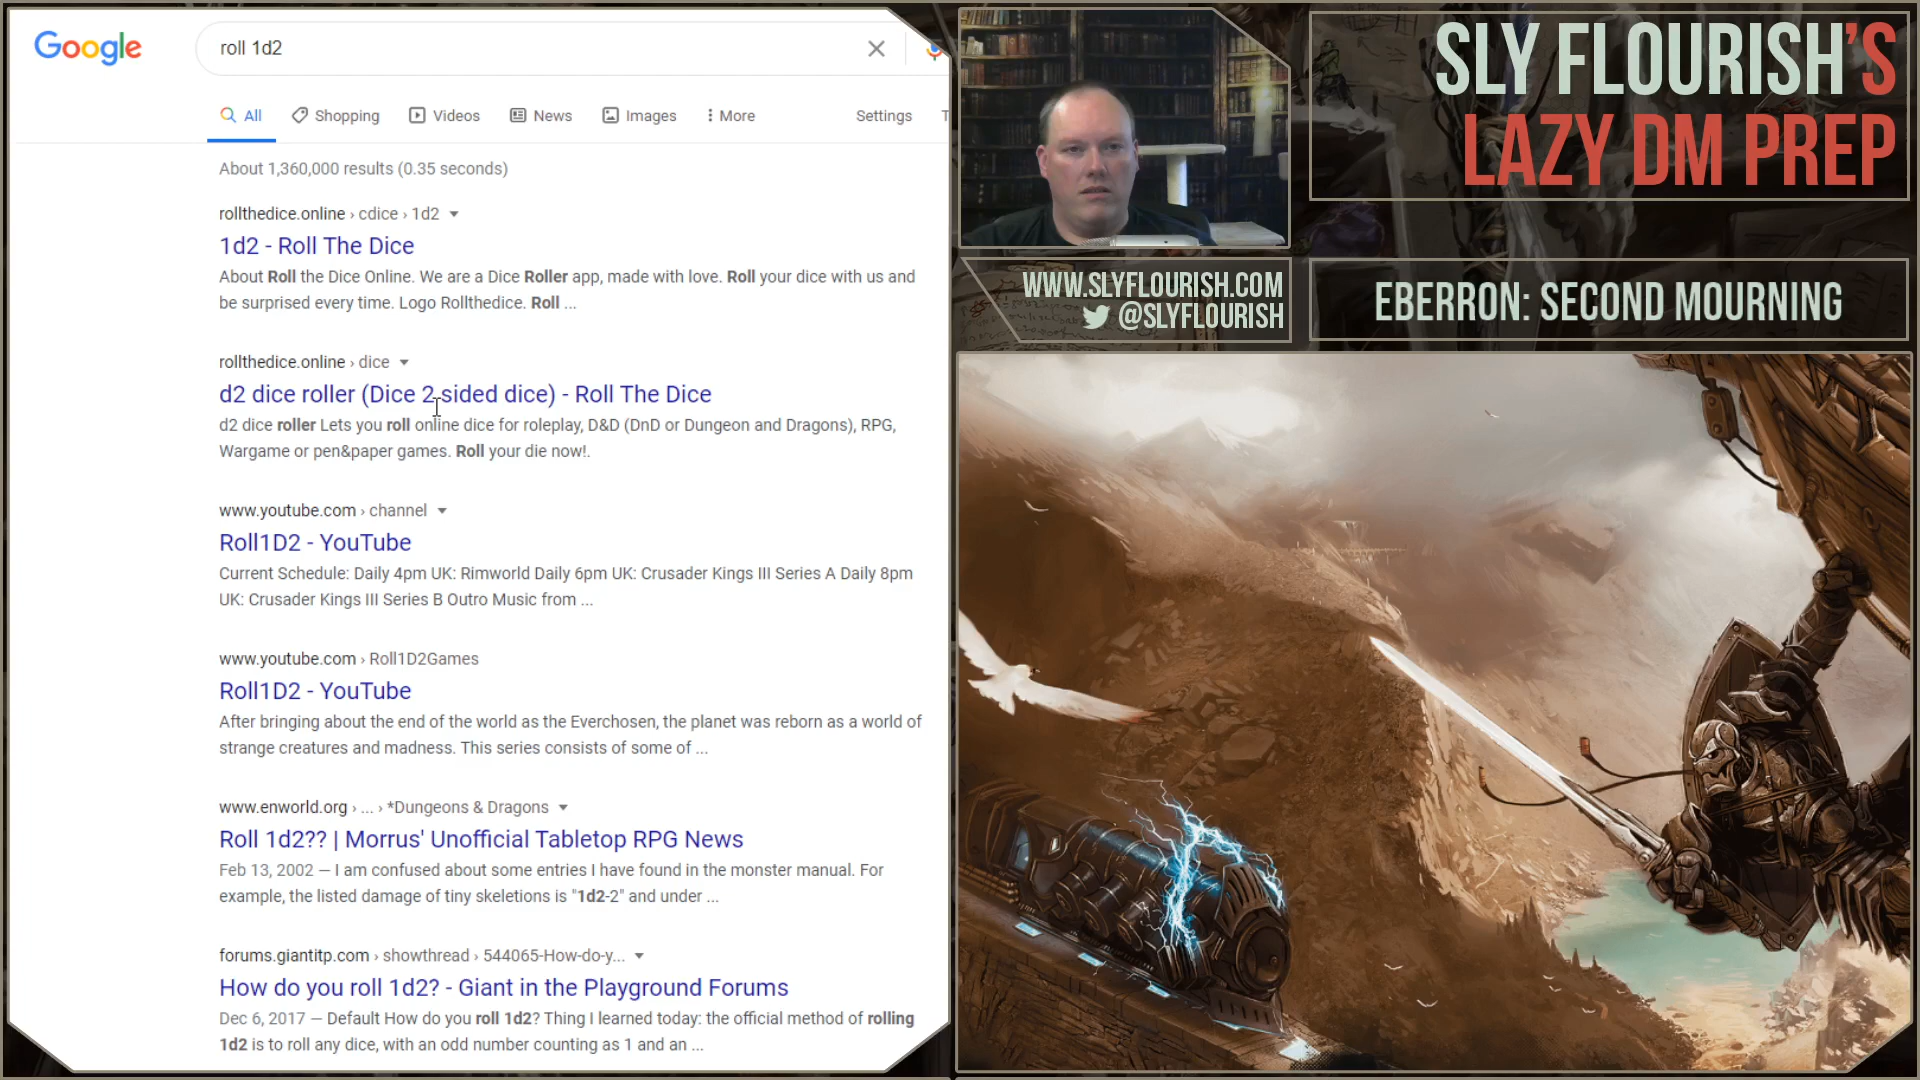 Google
roll 1d2
All
Shopping
Videos
News
Images
More
Settings
T
About 1,360,000 results (0.35 seconds)
rollthedice.online › cdice › 1d2
1d2 - Roll The Dice
About Roll the Dice Online. We are a Dice Roller app, made with love. Roll your dice with us and
be surprised every time. Logo Rollthedice. Roll ...
rollthedice.online › dice
d2 dice roller (Dice 2 sided dice) - Roll The Dice
d2 dice roller Lets you roll online dice for roleplay, D&D (DnD or Dungeon and Dragons), RPG,
Wargame or pen&paper games. Roll your die now!.
www.youtube.com › channel
Roll1D2 - YouTube
Current Schedule: Daily 4pm UK: Rimworld Daily 6pm UK: Crusader Kings III Series A Daily 8pm
UK: Crusader Kings III Series B Outro Music from ...
www.youtube.com › Roll1D2Games
Roll1D2 - YouTube
After bringing about the end of the world as the Everchosen, the planet was reborn as a world of
strange creatures and madness. This series consists of some of ...
www.enworld.org › ... › *Dungeons & Dragons
Roll 1d2?? | Morrus' Unofficial Tabletop RPG News
Feb 13, 2002 — I am confused about some entries I have found in the monster manual. For
example, the listed damage of tiny skeletions is "1d2-2" and under ...
forums.giantitp.com › showthread › 544065-How-do-y...
How do you roll 1d2? - Giant in the Playground Forums
Dec 6, 2017 — Default How do you roll 1d2? Thing I learned today: the official method of rolling
1d2 is to roll any dice, with an odd number counting as 1 and an ...
SLY FLOURISH'S
LAZY DM PREP
WWW.SLYFLOURISH.COM
@SLYFLOURISH
EBERRON: SECOND MOURNING